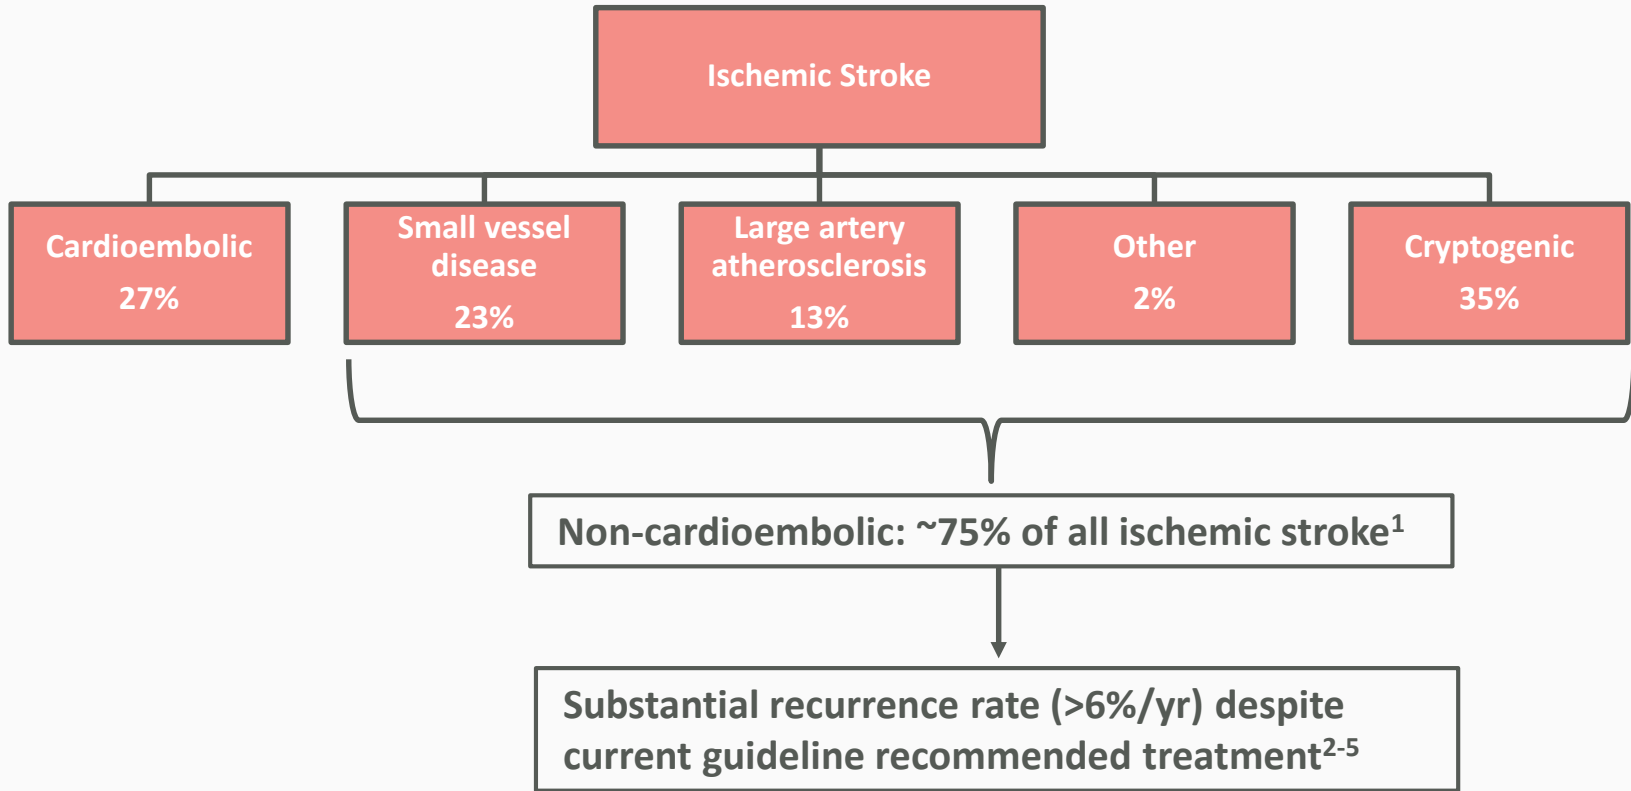 Ischemic Stroke
Cardioembolic
27%
Small vessel
disease
23%
Large artery
atherosclerosis
13%
Other
2%
Cryptogenic
35%
Non-cardioembolic: ~75% of all ischemic stroke¹
Substantial recurrence rate (>6%/yr) despite
current guideline recommended treatment²⁻⁵